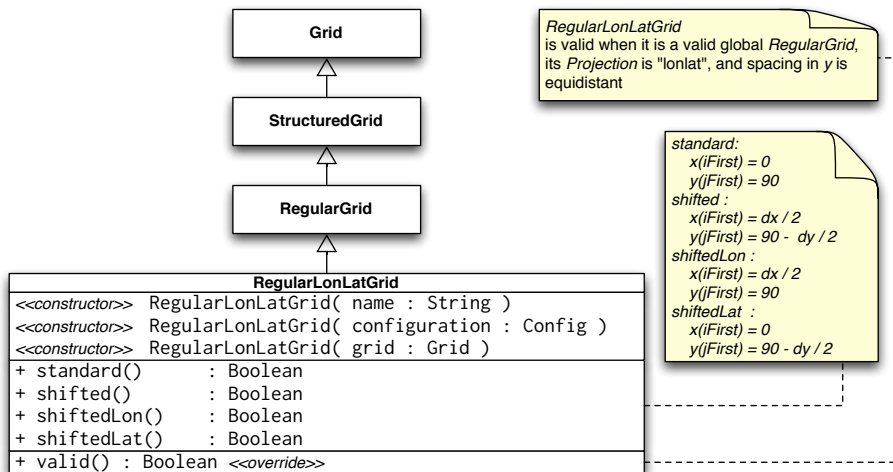 Grid
StructuredGrid
RegularGrid
RegularLonLatGrid
<<constructor>> RegularLonLatGrid( name : String )
<<constructor>> RegularLonLatGrid( configuration : Config )
<<constructor>> RegularLonLatGrid( grid : Grid )
+ standard() : Boolean
+ shifted() : Boolean
+ shiftedLon() : Boolean
+ shiftedLat() : Boolean
+ valid() : Boolean <<override>>
RegularLonLatGrid
is valid when it is a valid global RegularGrid,
its Projection is "lonlat", and spacing in y is
equidistant
standard:
x(iFirst) = 0
y(jFirst) = 90
shifted :
x(iFirst) = dx / 2
y(jFirst) = 90 - dy / 2
shiftedLon :
x(iFirst) = dx / 2
y(jFirst) = 90
shiftedLat :
x(iFirst) = 0
y(jFirst) = 90 - dy / 2